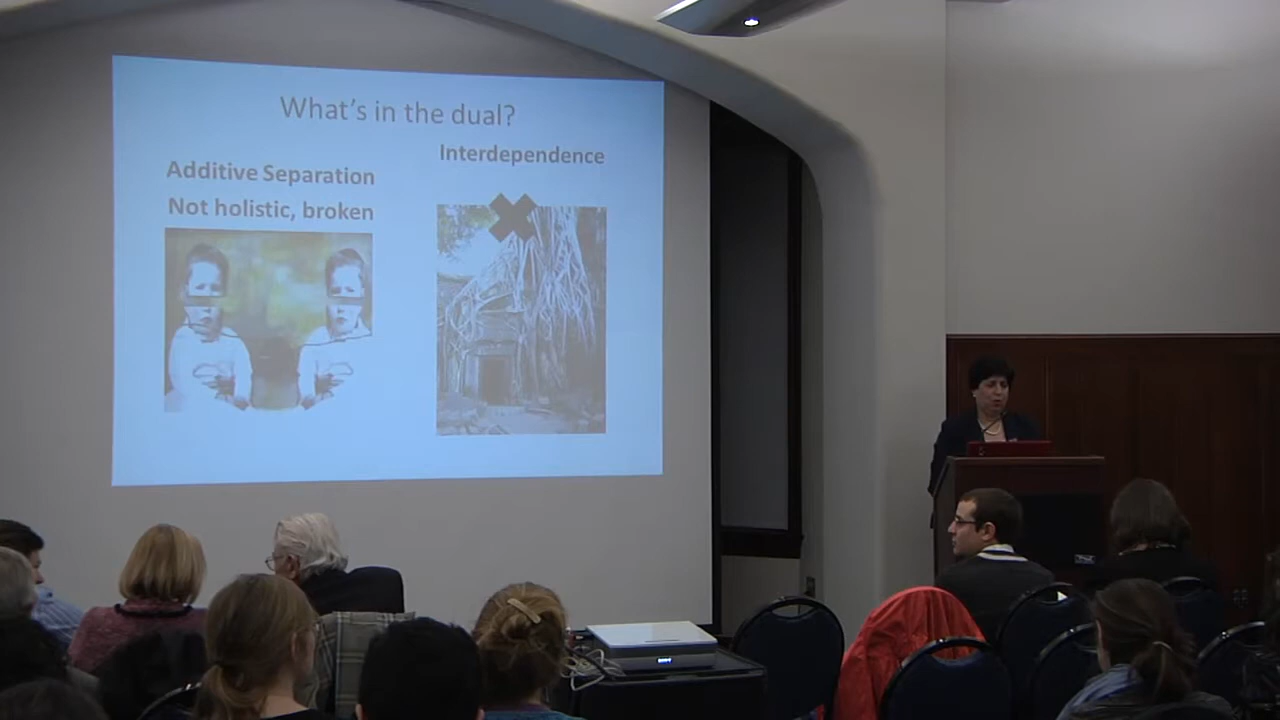 What's in the dual?
Additive Separation
Not holistic, broken
Interdependence